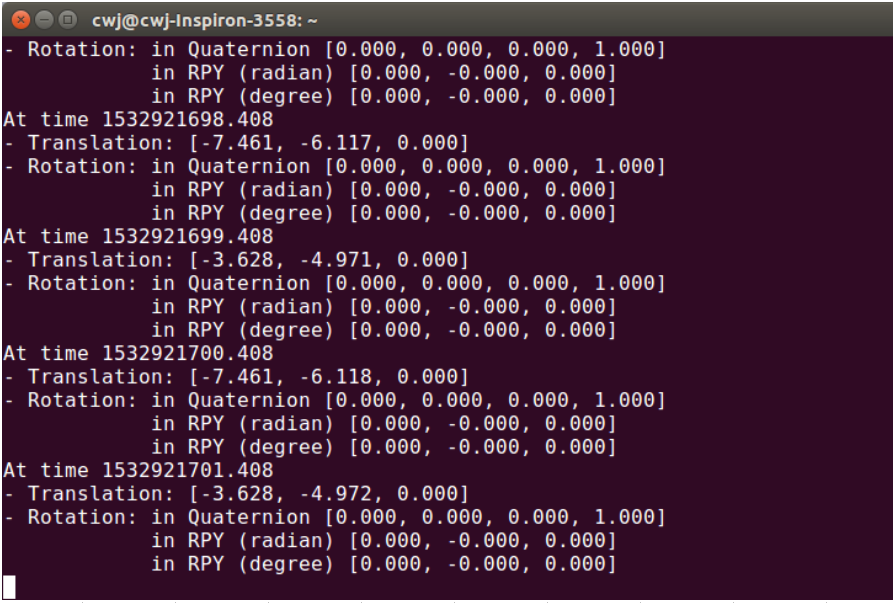 cwj@cwj-Inspiron-3558: ~
- Rotation: in Quaternion [0.000, 0.000, 0.000, 1.000]
            in RPY (radian) [0.000, -0.000, 0.000]
            in RPY (degree) [0.000, -0.000, 0.000]
At time 1532921698.408
- Translation: [-7.461, -6.117, 0.000]
- Rotation: in Quaternion [0.000, 0.000, 0.000, 1.000]
            in RPY (radian) [0.000, -0.000, 0.000]
            in RPY (degree) [0.000, -0.000, 0.000]
At time 1532921699.408
- Translation: [-3.628, -4.971, 0.000]
- Rotation: in Quaternion [0.000, 0.000, 0.000, 1.000]
            in RPY (radian) [0.000, -0.000, 0.000]
            in RPY (degree) [0.000, -0.000, 0.000]
At time 1532921700.408
- Translation: [-7.461, -6.118, 0.000]
- Rotation: in Quaternion [0.000, 0.000, 0.000, 1.000]
            in RPY (radian) [0.000, -0.000, 0.000]
            in RPY (degree) [0.000, -0.000, 0.000]
At time 1532921701.408
- Translation: [-3.628, -4.972, 0.000]
- Rotation: in Quaternion [0.000, 0.000, 0.000, 1.000]
            in RPY (radian) [0.000, -0.000, 0.000]
            in RPY (degree) [0.000, -0.000, 0.000]